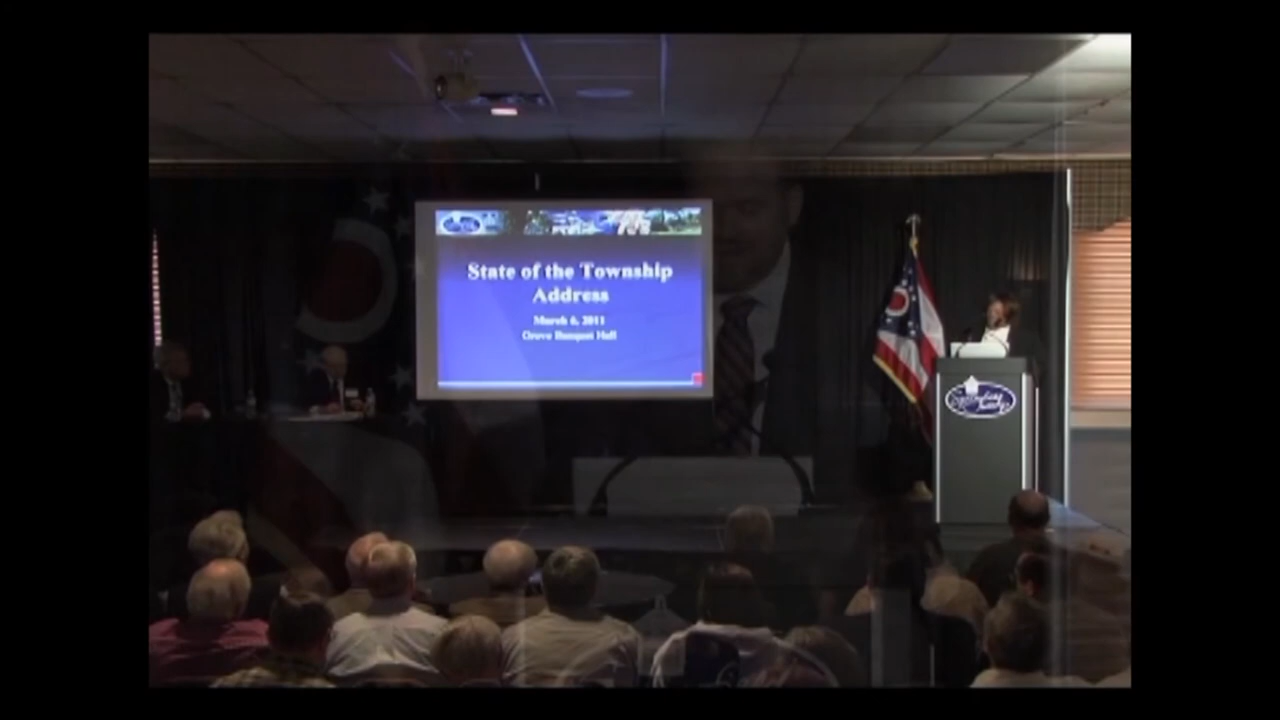 State of the Township
Address
March 6, 2011
Grove Banquet Hall